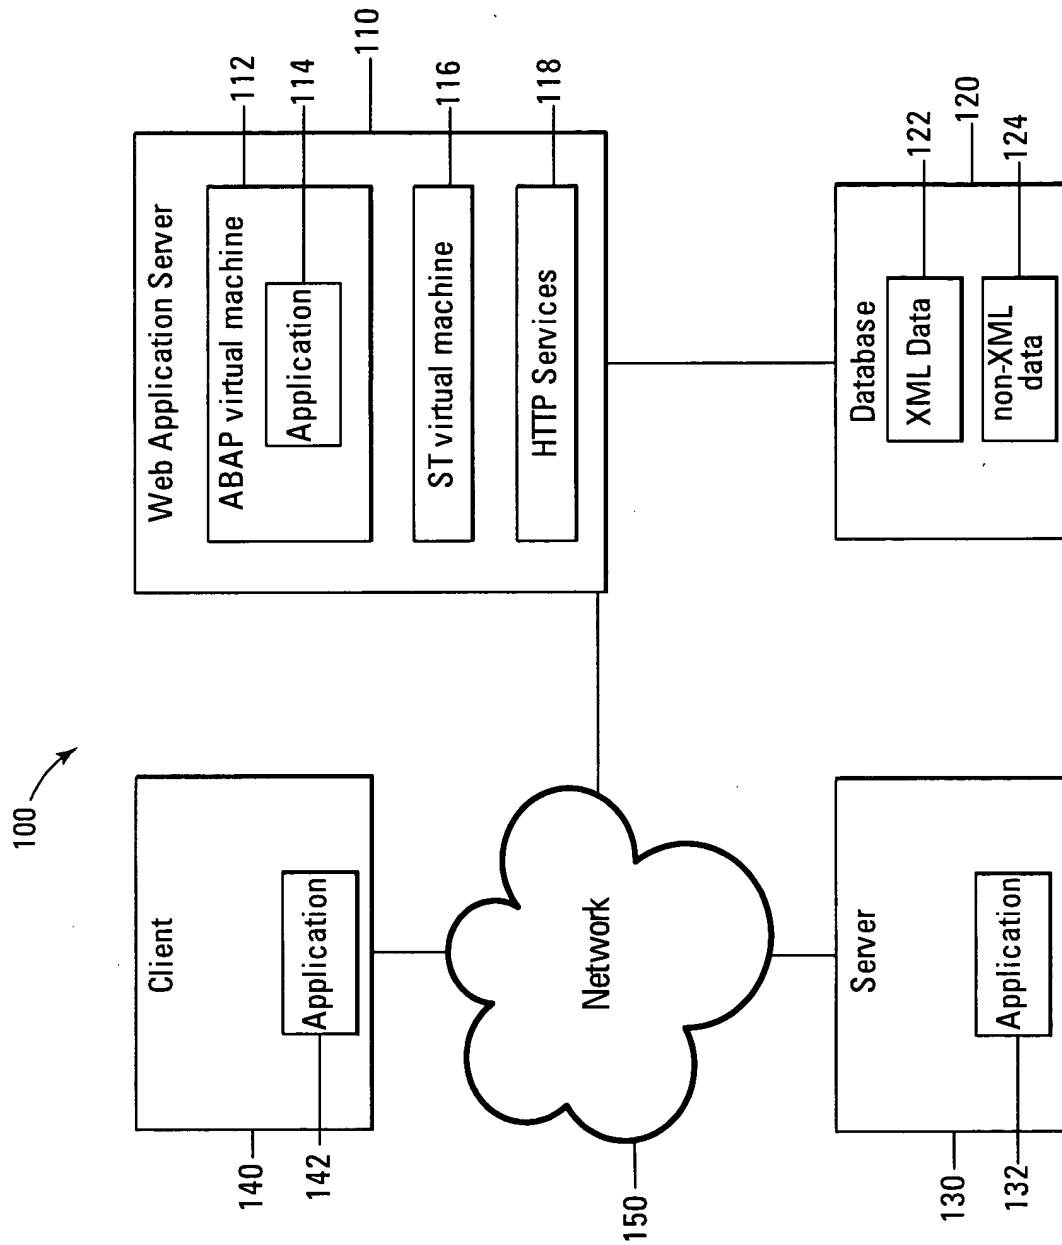 100
Client
Application
140
142
Web Application Server
ABAP virtual machine
Application
ST virtual machine
HTTP Services
112
114
110
116
118
Network
150
Server
Application
130
132
Database
XML Data
non-XML
data
122
120
124